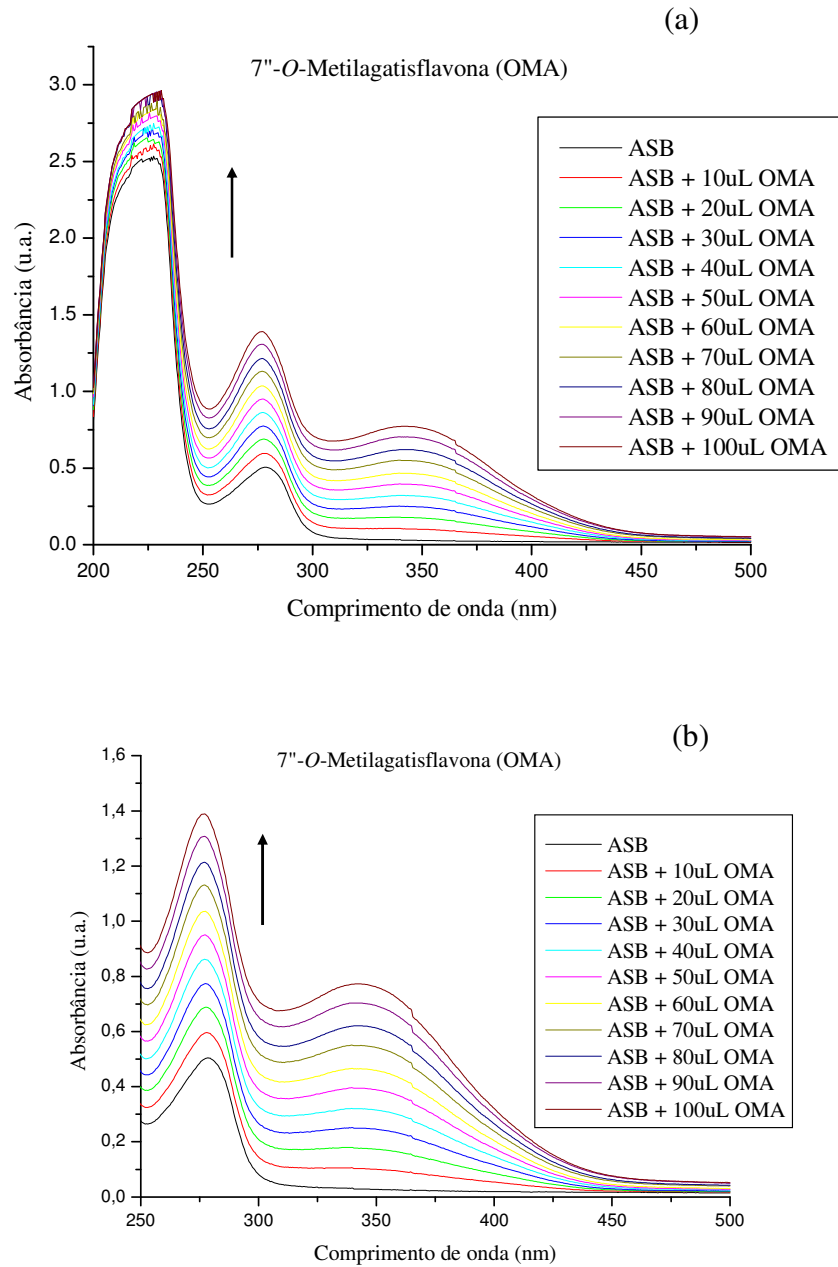 (a)
7"-O-Metilagatisflavona (OMA)
3.0
2.5
2.0
1.5
1.0
0.5
0.0
Absorbância (u.a.)
200 250 300 350 400 450 500
Comprimento de onda (nm)
ASB
ASB + 10uL OMA
ASB + 20uL OMA
ASB + 30uL OMA
ASB + 40uL OMA
ASB + 50uL OMA
ASB + 60uL OMA
ASB + 70uL OMA
ASB + 80uL OMA
ASB + 90uL OMA
ASB + 100uL OMA
(b)
7"-O-Metilagatisflavona (OMA)
1,6
1,4
1,2
1,0
0,8
0,6
0,4
0,2
0,0
Absorbância (u.a.)
250 300 350 400 450 500
Comprimento de onda (nm)
ASB
ASB + 10uL OMA
ASB + 20uL OMA
ASB + 30uL OMA
ASB + 40uL OMA
ASB + 50uL OMA
ASB + 60uL OMA
ASB + 70uL OMA
ASB + 80uL OMA
ASB + 90uL OMA
ASB + 100uL OMA